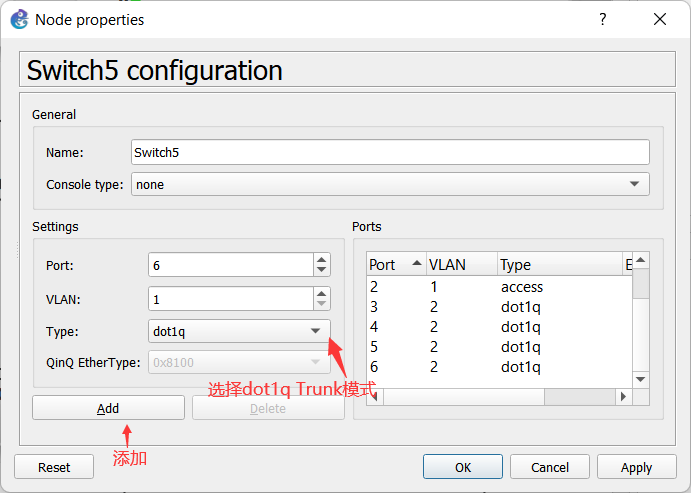 Node properties
Switch5 configuration
General
Name: Switch5
Console type: none
Settings
Port: 6
VLAN: 1
Type: dot1q
QinQ EtherType: 0x8100
Add Delete
选择dot1q Trunk模式
添加
Ports
Port VLAN Type E
2 1 access
3 2 dot1q
4 2 dot1q
5 2 dot1q
6 2 dot1q
Reset OK Cancel Apply